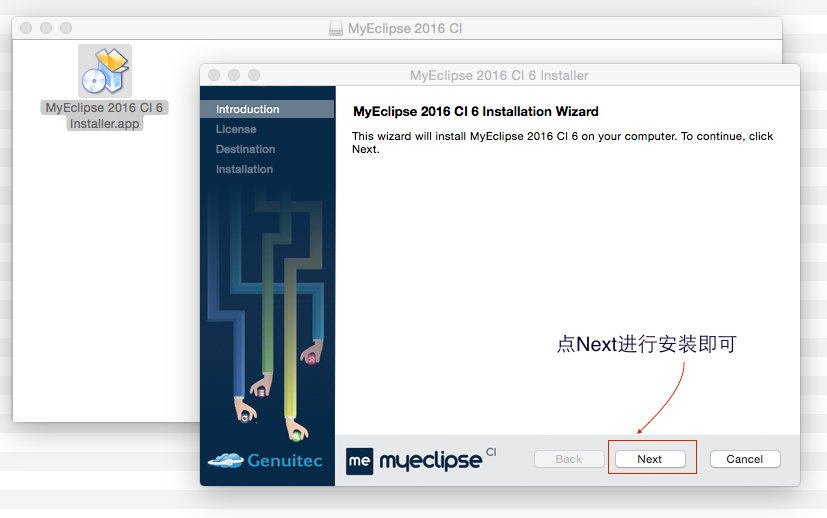 MyEclipse 2016 CI
MyEclipse 2016 CI 6
Installer.app
MyEclipse 2016 CI 6 Installer
Introduction
License
Destination
Installation
MyEclipse 2016 CI 6 Installation Wizard
This wizard will install MyEclipse 2016 CI 6 on your computer. To continue, click
Next.
点Next进行安装即可
Genuitec
me myeclipse CI
Back
Next
Cancel